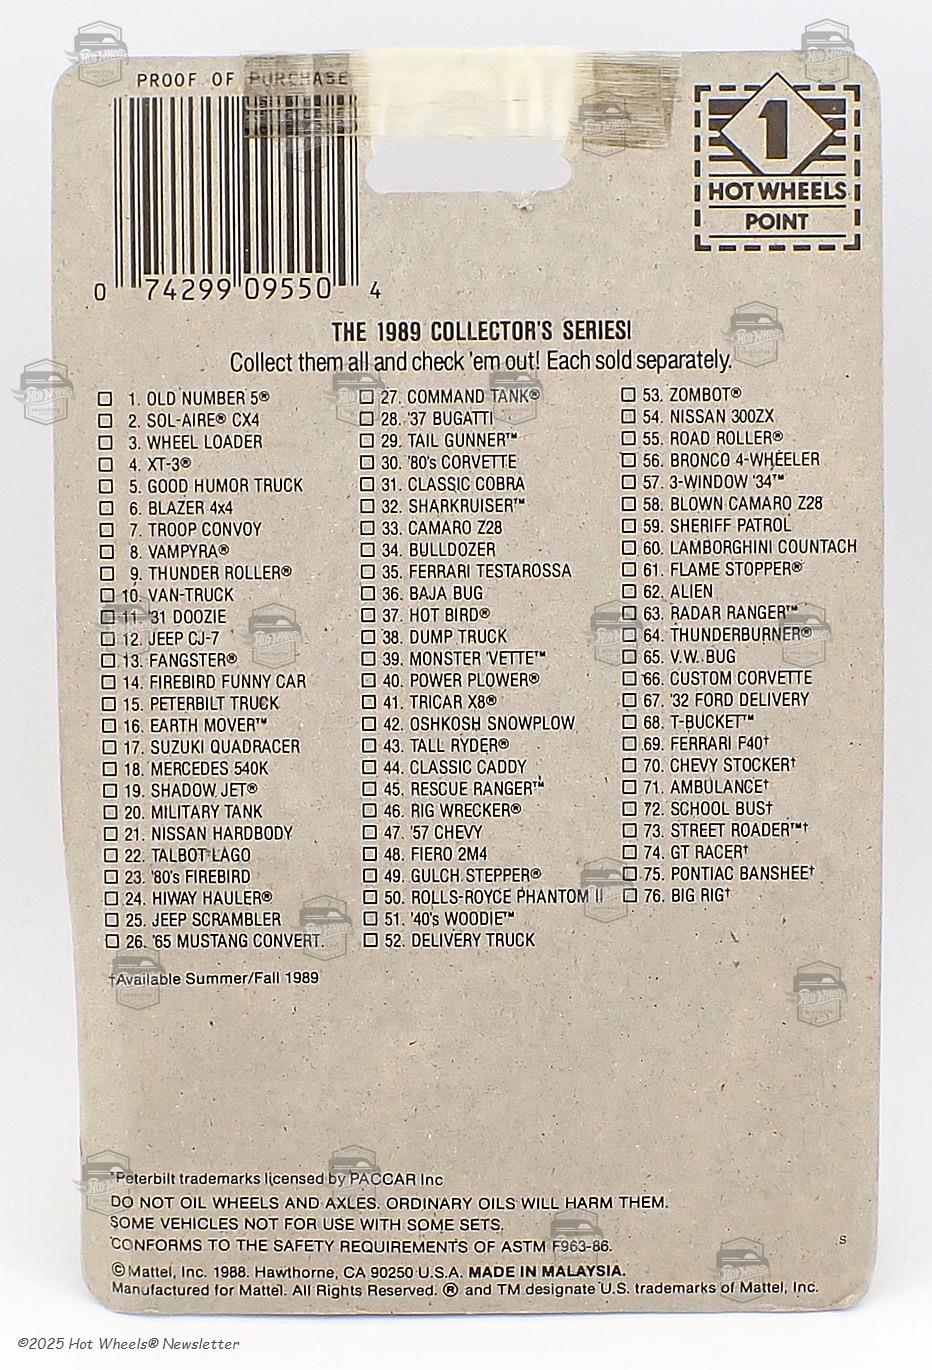 PROOF OF PURCHASE
0 74299 09550 4
1
HOT WHEELS
POINT
THE 1989 COLLECTOR'S SERIES!
Collect them all and check 'em out! Each sold separately.
1. OLD NUMBER 5®
2. SOL-AIRE® CX4
3. WHEEL LOADER
4. XT-3®
5. GOOD HUMOR TRUCK
6. BLAZER 4x4
7. TROOP CONVOY
8. VAMPYRA®
9. THUNDER ROLLER®
10. VAN-TRUCK
11. '31 DOOZIE
12. JEEP CJ-7
13. FANGSTER®
14. FIREBIRD FUNNY CAR
15. PETERBILT TRUCK
16. EARTH MOVER™
17. SUZUKI QUADRACER
18. MERCEDES 540K
19. SHADOW JET®
20. MILITARY TANK
21. NISSAN HARDBODY
22. TALBOT LAGO
23. '80's FIREBIRD
24. HIWAY HAULER®
25. JEEP SCRAMBLER
26. '65 MUSTANG CONVERT.
27. COMMAND TANK®
28. '37 BUGATTI
29. TAIL GUNNER™
30. '80's CORVETTE
31. CLASSIC COBRA
32. SHARKRUISER™
33. CAMARO Z28
34. BULLDOZER
35. FERRARI TESTAROSSA
36. BAJA BUG
37. HOT BIRD®
38. DUMP TRUCK
39. MONSTER 'VETTE™
40. POWER PLOWER®
41. TRICAR X8®
42. OSHKOSH SNOWPLOW
43. TALL RYDER®
44. CLASSIC CADDY
45. RESCUE RANGER™
46. RIG WRECKER®
47. '57 CHEVY
48. FIERO 2M4
49. GULCH STEPPER®
50. ROLLS-ROYCE PHANTOM II
51. '40's WOODIE™
52. DELIVERY TRUCK
53. ZOMBOT®
54. NISSAN 300ZX
55. ROAD ROLLER®
56. BRONCO 4-WHEELER
57. 3-WINDOW '34™
58. BLOWN CAMARO Z28
59. SHERIFF PATROL
60. LAMBORGHINI COUNTACH
61. FLAME STOPPER®
62. ALIEN
63. RADAR RANGER™
64. THUNDERBURNER®
65. V.W. BUG
66. CUSTOM CORVETTE
67. '32 FORD DELIVERY
68. T-BUCKET™
69. FERRARI F40†
70. CHEVY STOCKER†
71. AMBULANCE†
72. SCHOOL BUS†
73. STREET ROADER™†
74. GT RACER†
75. PONTIAC BANSHEE†
76. BIG RIG†
†Available Summer/Fall 1989
*Peterbilt trademarks licensed by PACCAR Inc
DO NOT OIL WHEELS AND AXLES. ORDINARY OILS WILL HARM THEM.
SOME VEHICLES NOT FOR USE WITH SOME SETS.
CONFORMS TO THE SAFETY REQUIREMENTS OF ASTM F963-86.
S
©Mattel, Inc. 1988. Hawthorne, CA 90250 U.S.A. MADE IN MALAYSIA.
Manufactured for Mattel. All Rights Reserved. ® and TM designate U.S. trademarks of Mattel, Inc.
©2025 Hot Wheels® Newsletter